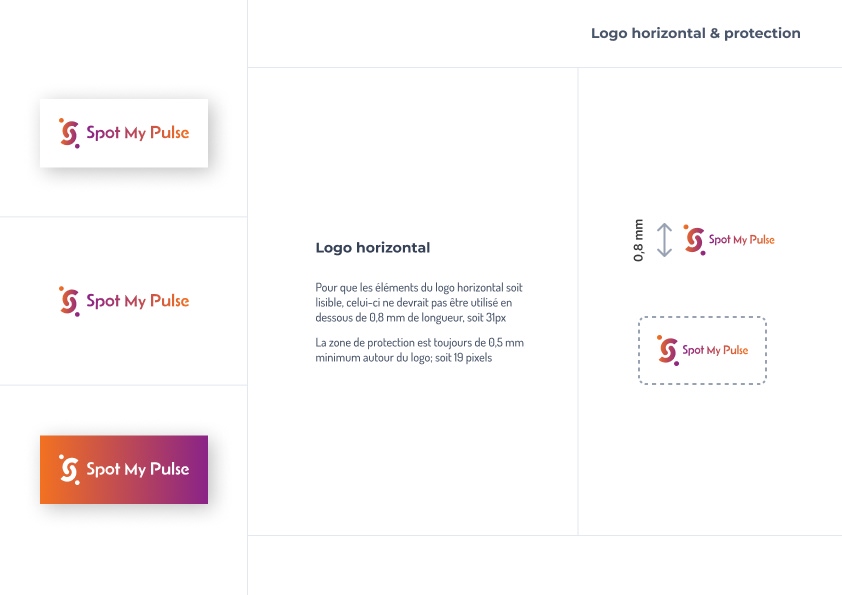 Logo horizontal & protection
Spot My Pulse
Spot My Pulse
Spot My Pulse
Logo horizontal
Pour que les éléments du logo horizontal soit
lisible, celui-ci ne devrait pas être utilisé en
dessous de 0,8 mm de longueur, soit 31px
La zone de protection est toujours de 0,5 mm
minimum autour du logo; soit 19 pixels
0,8 mm
Spot My Pulse
Spot My Pulse